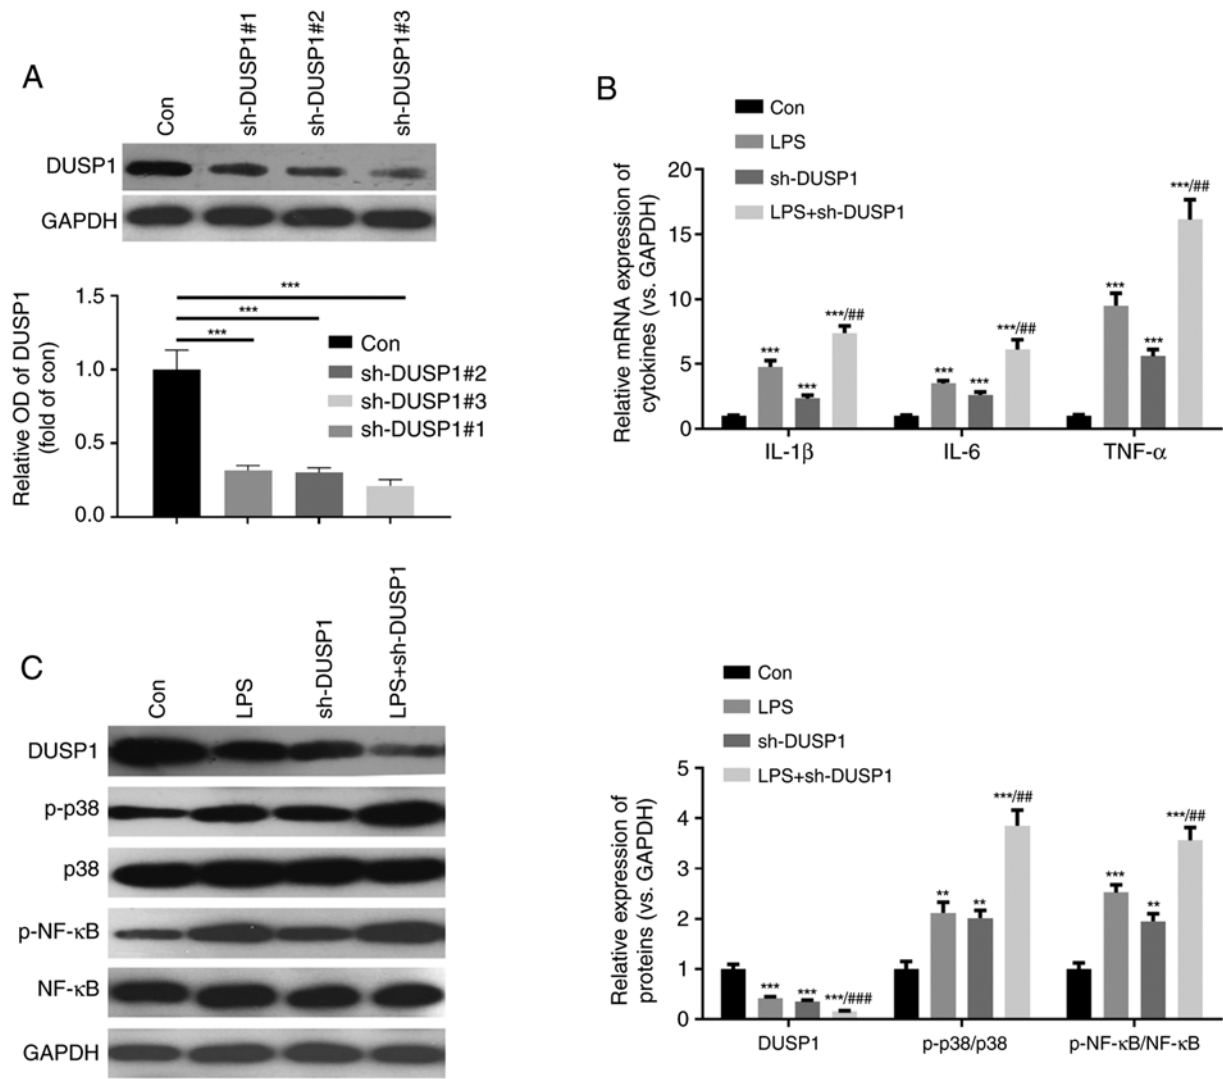 A
Con
sh-DUSP1#1
sh-DUSP1#2
sh-DUSP1#3
DUSP1
GAPDH
Relative OD of DUSP1
(fold of con)
1.5
1.0
0.5
0.0
***
***
***
Con
sh-DUSP1#2
sh-DUSP1#3
sh-DUSP1#1
B
Con
LPS
sh-DUSP1
LPS+sh-DUSP1
Relative mRNA expression of
cytokines (vs. GAPDH)
20
15
10
5
0
***
***
***/##
***
***
***/##
***
***
***/##
IL-1β
IL-6
TNF-α
C
Con
LPS
sh-DUSP1
LPS+sh-DUSP1
DUSP1
p-p38
p38
p-NF-κB
NF-κB
GAPDH
Con
LPS
sh-DUSP1
LPS+sh-DUSP1
Relative expression of
proteins (vs. GAPDH)
5
4
3
2
1
0
***
***
***/###
**
**
***/##
***
**
***/##
DUSP1
p-p38/p38
p-NF-κB/NF-κB